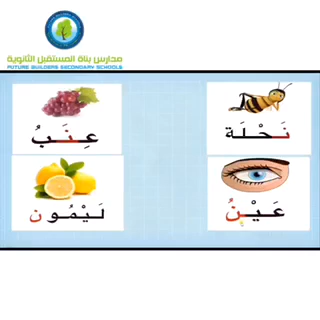 مدارس بناة المستقبل الثانوية
FUTURE BUILDERS SECONDARY SCHOOLS
نَحْلَة
عِنَبُ
عَيْنُ
لَيْمُون